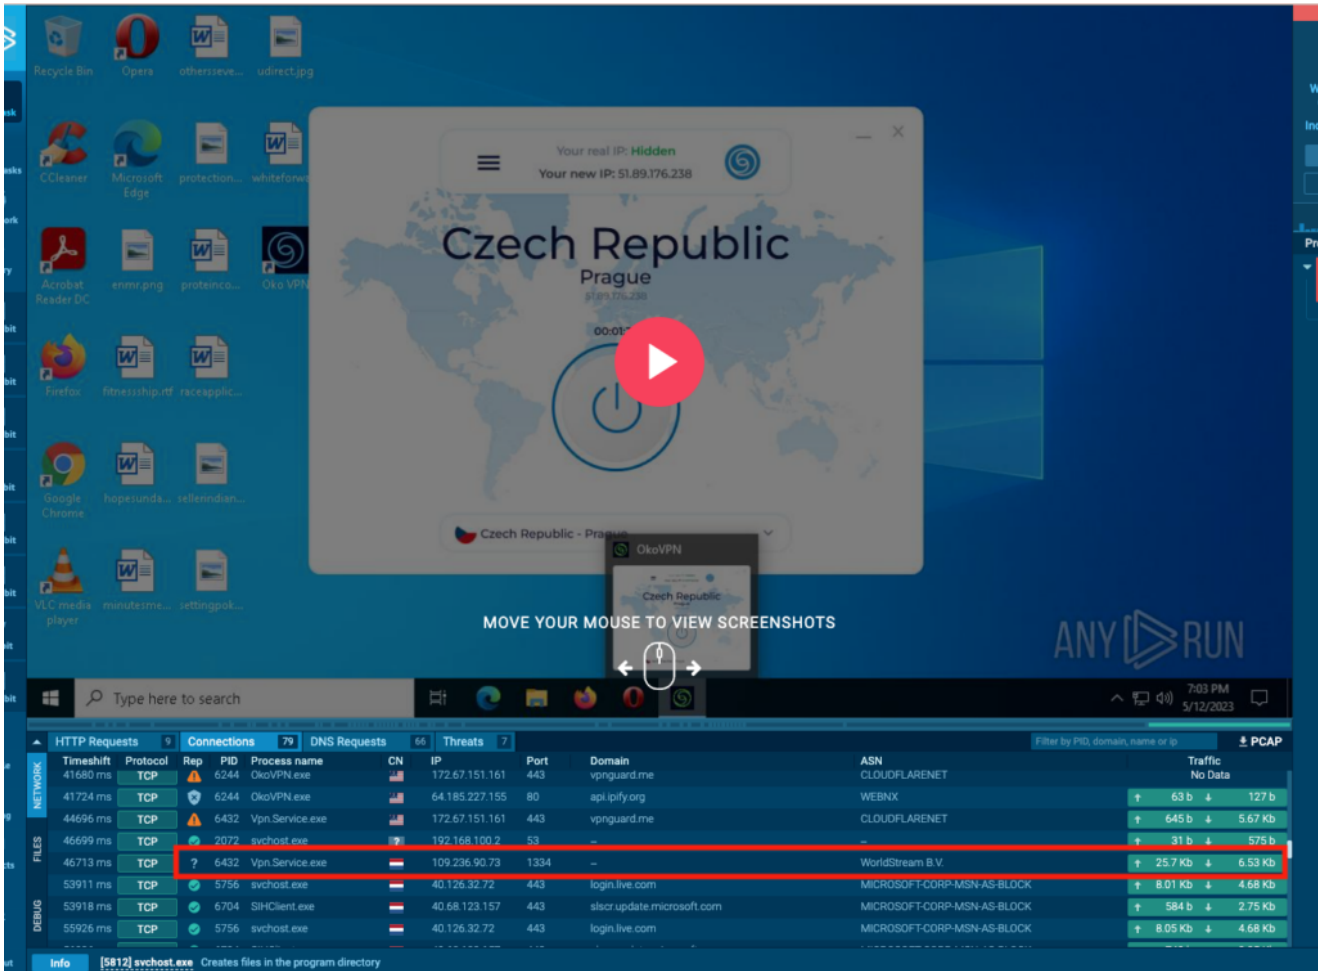 Recycle Bin
Opera
othersseve...
udirect.jpg
CCleaner
Microsoft Edge
protection...
whiteforwa
Acrobat Reader DC
enmr.png
proteinco...
Oko VPN
Firefox
fitnessship.rtf
raceapplic...
Google Chrome
hopesunda...
sellerindian...
VLC media player
minutesme...
settingpok...
Your real IP: Hidden
Your new IP: 51.89.176.238
Czech Republic
Prague
51.89.176.238
00:01:
Czech Republic - Prague
OkoVPN
Czech Republic
MOVE YOUR MOUSE TO VIEW SCREENSHOTS
ANY RUN
Type here to search
7:03 PM
5/12/2023
HTTP Requests 9 Connections 79 DNS Requests 66 Threats 7 Filter by PID, domain, name or ip PCAP
Timeshift Protocol Rep PID Process name CN IP Port Domain ASN Traffic
41680 ms TCP 6244 OkoVPN.exe 172.67.151.161 443 vpnguard.me CLOUDFLARENET No Data
41724 ms TCP 6244 OkoVPN.exe 64.185.227.155 80 api.ipify.org WEBNX ↑ 63 b ↓ 127 b
44696 ms TCP 6432 Vpn.Service.exe 172.67.151.161 443 vpnguard.me CLOUDFLARENET ↑ 645 b ↓ 5.67 Kb
46699 ms TCP 2072 svchost.exe ? 192.168.100.2 53 – – ↑ 31 b ↓ 575 b
46713 ms TCP ? 6432 Vpn.Service.exe 109.236.90.73 1334 – WorldStream B.V. ↑ 25.7 Kb ↓ 6.53 Kb
53911 ms TCP 5756 svchost.exe 40.126.32.72 443 login.live.com MICROSOFT-CORP-MSN-AS-BLOCK ↑ 8.01 Kb ↓ 4.68 Kb
53918 ms TCP 6704 SIHClient.exe 40.68.123.157 443 slscr.update.microsoft.com MICROSOFT-CORP-MSN-AS-BLOCK ↑ 584 b ↓ 2.75 Kb
55926 ms TCP 5756 svchost.exe 40.126.32.72 443 login.live.com MICROSOFT-CORP-MSN-AS-BLOCK ↑ 8.05 Kb ↓ 4.68 Kb
NETWORK
FILES
DEBUG
Info [5812] svchost.exe Creates files in the program directory